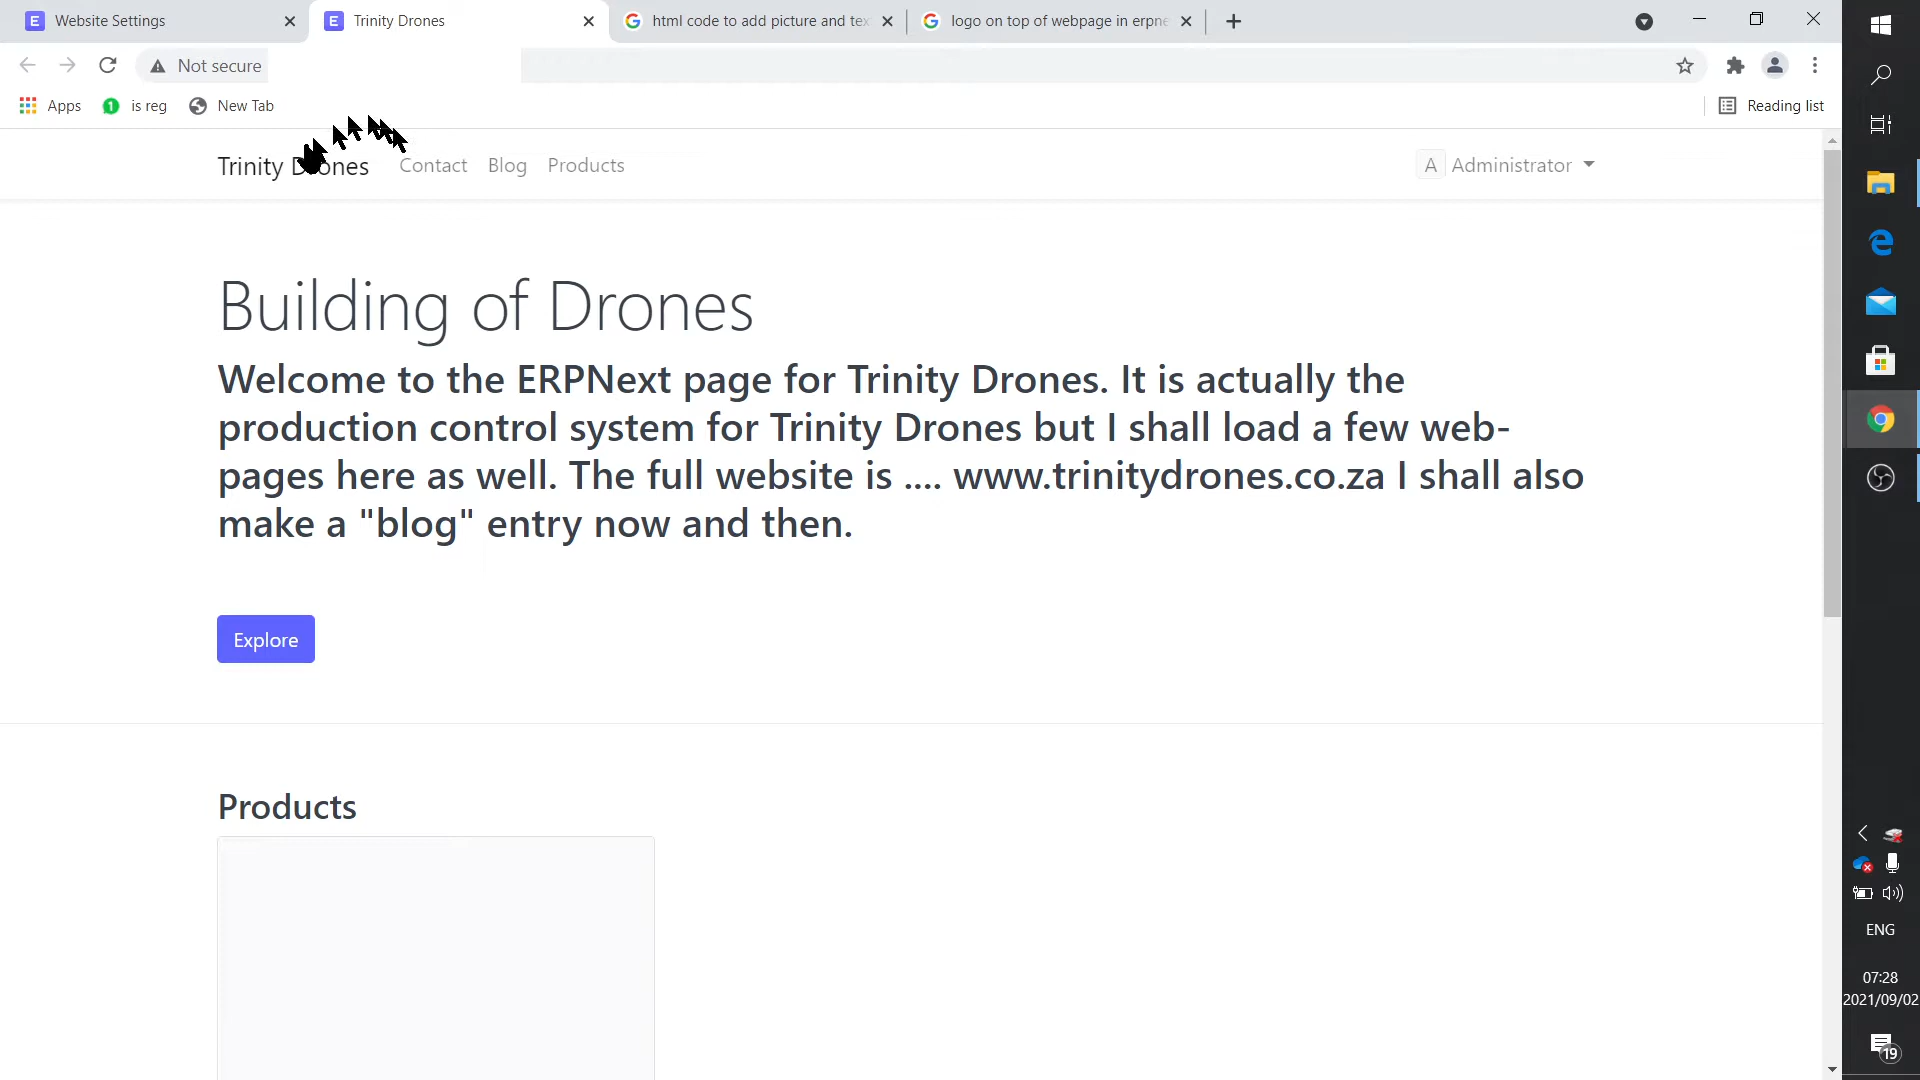 Website Settings
Trinity Drones
html code to add picture and tex
logo on top of webpage in erpne
Not secure
Apps
1
is reg
New Tab
Reading list
Trinity Drones
Contact
Blog
Products
A
Administrator
Building of Drones
Welcome to the ERPNext page for Trinity Drones. It is actually the
production control system for Trinity Drones but I shall load a few web-
pages here as well. The full website is .... www.trinitydrones.co.za I shall also
make a "blog" entry now and then.
Explore
Products
ENG
07:28
2021/09/02
19